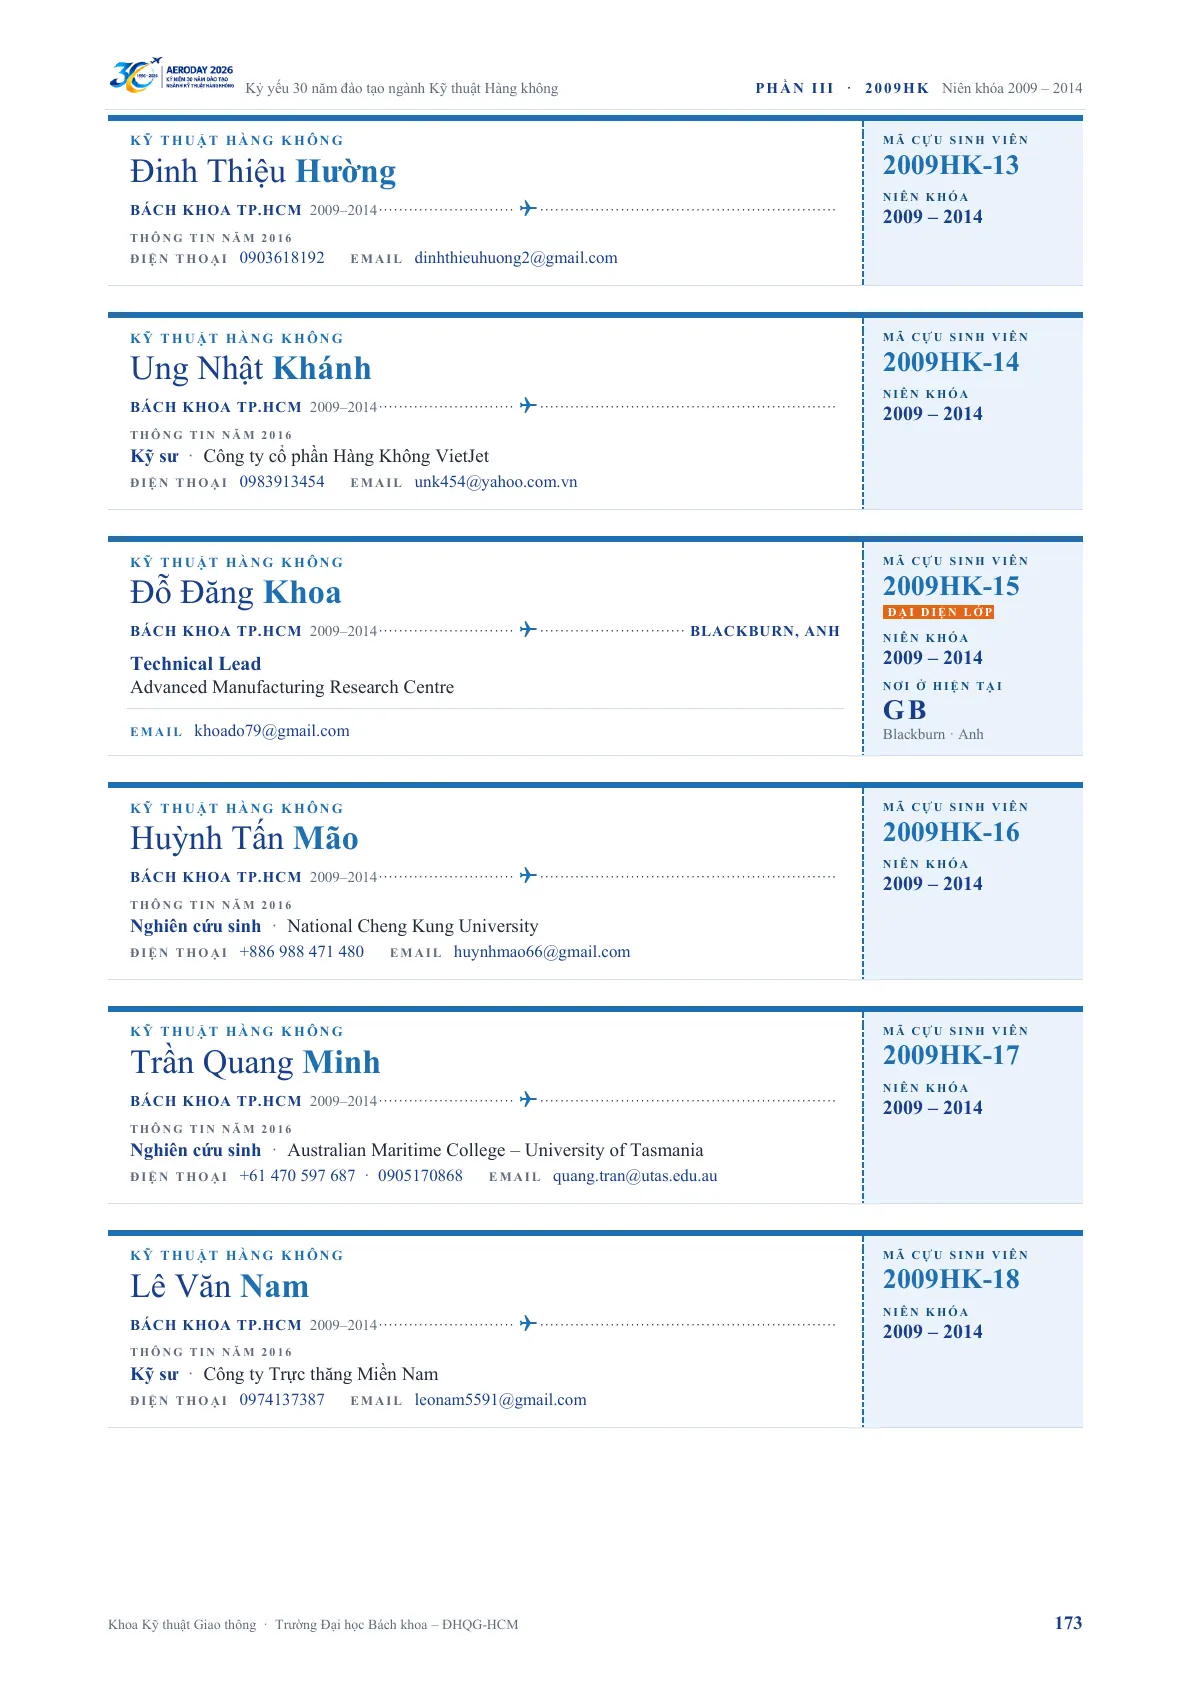 AERODAY 2026
KỶ NIỆM 30 NĂM ĐÀO TẠO
NGÀNH KỸ THUẬT HÀNG KHÔNG
Kỷ yếu 30 năm đào tạo ngành Kỹ thuật Hàng không
PHẦN III · 2009HK Niên khóa 2009 – 2014
KỸ THUẬT HÀNG KHÔNG
Đinh Thiệu Hường
BÁCH KHOA TP.HCM 2009–2014
THÔNG TIN NĂM 2016
ĐIỆN THOẠI 0903618192 EMAIL dinhthieuhuong2@gmail.com
MÃ CỰU SINH VIÊN
2009HK-13
NIÊN KHÓA
2009 – 2014
KỸ THUẬT HÀNG KHÔNG
Ung Nhật Khánh
BÁCH KHOA TP.HCM 2009–2014
THÔNG TIN NĂM 2016
Kỹ sư · Công ty cổ phần Hàng Không VietJet
ĐIỆN THOẠI 0983913454 EMAIL unk454@yahoo.com.vn
MÃ CỰU SINH VIÊN
2009HK-14
NIÊN KHÓA
2009 – 2014
KỸ THUẬT HÀNG KHÔNG
Đỗ Đăng Khoa
BÁCH KHOA TP.HCM 2009–2014 BLACKBURN, ANH
Technical Lead
Advanced Manufacturing Research Centre
EMAIL khoado79@gmail.com
MÃ CỰU SINH VIÊN
2009HK-15
ĐẠI DIỆN LỚP
NIÊN KHÓA
2009 – 2014
NƠI Ở HIỆN TẠI
GB
Blackburn · Anh
KỸ THUẬT HÀNG KHÔNG
Huỳnh Tấn Mão
BÁCH KHOA TP.HCM 2009–2014
THÔNG TIN NĂM 2016
Nghiên cứu sinh · National Cheng Kung University
ĐIỆN THOẠI +886 988 471 480 EMAIL huynhmao66@gmail.com
MÃ CỰU SINH VIÊN
2009HK-16
NIÊN KHÓA
2009 – 2014
KỸ THUẬT HÀNG KHÔNG
Trần Quang Minh
BÁCH KHOA TP.HCM 2009–2014
THÔNG TIN NĂM 2016
Nghiên cứu sinh · Australian Maritime College – University of Tasmania
ĐIỆN THOẠI +61 470 597 687 · 0905170868 EMAIL quang.tran@utas.edu.au
MÃ CỰU SINH VIÊN
2009HK-17
NIÊN KHÓA
2009 – 2014
KỸ THUẬT HÀNG KHÔNG
Lê Văn Nam
BÁCH KHOA TP.HCM 2009–2014
THÔNG TIN NĂM 2016
Kỹ sư · Công ty Trực thăng Miền Nam
ĐIỆN THOẠI 0974137387 EMAIL leonam5591@gmail.com
MÃ CỰU SINH VIÊN
2009HK-18
NIÊN KHÓA
2009 – 2014
Khoa Kỹ thuật Giao thông · Trường Đại học Bách khoa – ĐHQG-HCM
173